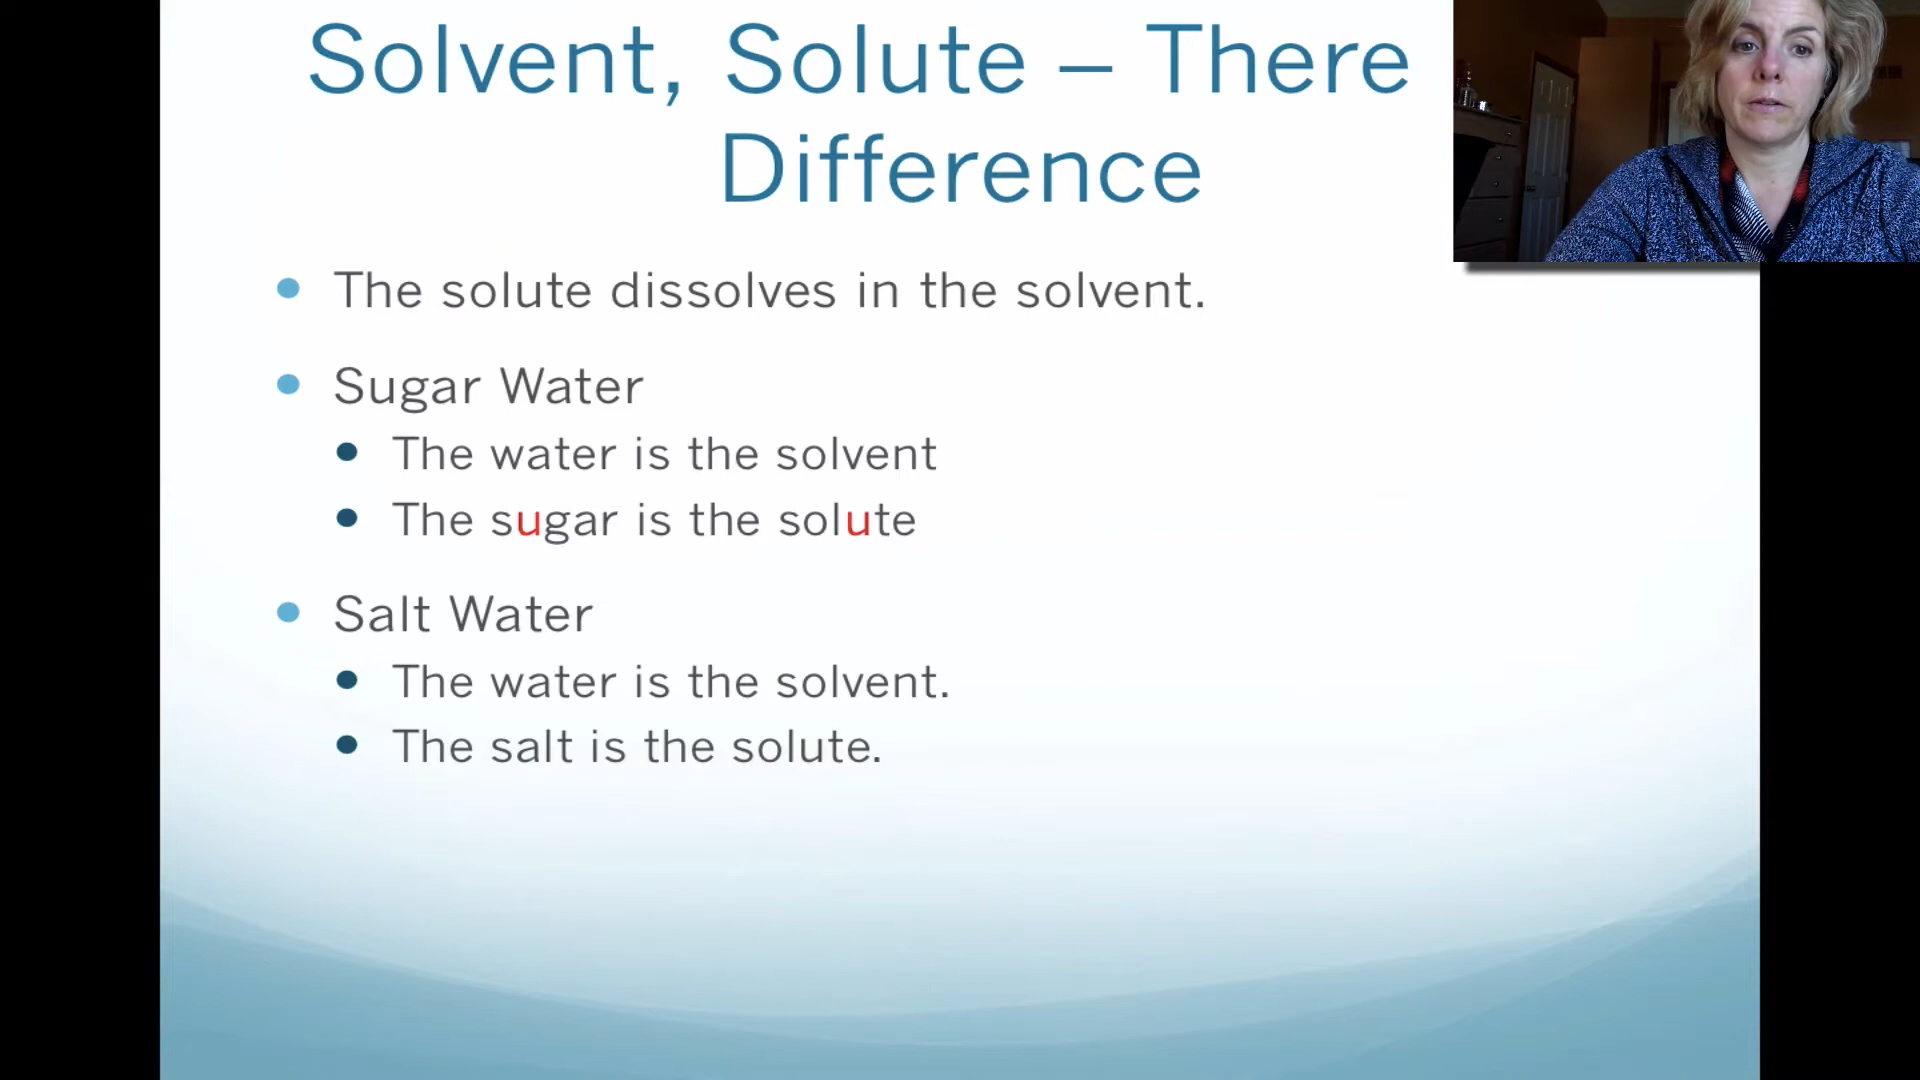 Solvent, Solute – There
Difference
The solute dissolves in the solvent.
Sugar Water
The water is the solvent
The sugar is the solute
Salt Water
The water is the solvent.
The salt is the solute.